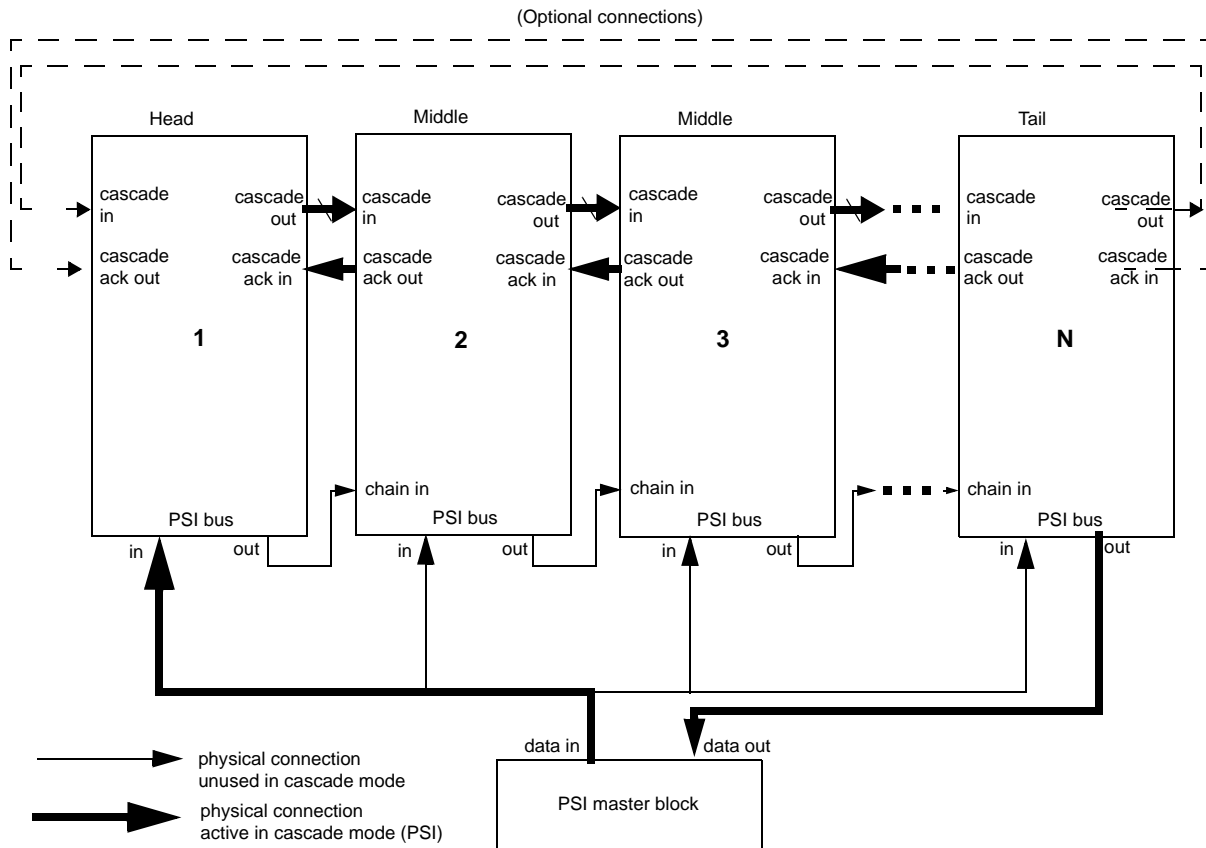 (Optional connections)
Head
Middle
Middle
Tail
cascade
in
cascade
out
cascade
ack out
cascade
ack in
1
PSI bus
in
out
cascade
in
cascade
out
cascade
ack out
cascade
ack in
2
chain in
PSI bus
in
out
cascade
in
cascade
out
cascade
ack out
cascade
ack in
3
chain in
PSI bus
in
out
cascade
in
cascade
out
cascade
ack out
cascade
ack in
N
chain in
PSI bus
in
out
data in
data out
PSI master block
physical connection
unused in cascade mode
physical connection
active in cascade mode (PSI)